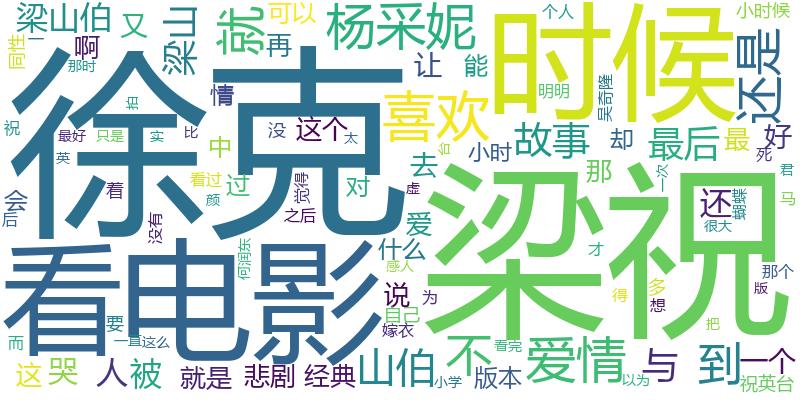 梁山伯
又
就
杨采妮
可以
再
时候
小时候
个人
还是
同性
一
啊
那时
梁山
让
能
情
喜欢
明明
吴奇隆
徐克
拍
祝
最好
只是
实
比
没
这个
太
故事
却
最后
最
好
英
中
台
小时
死
看过
觉得
过
对
去
那
一次
君
会
后
着
颜
没有
之后
虚
爱
梁祝
还
蝴蝶
马
很大
看
电影
何润东
什么
感人
才
那个
说
为
得
多
想
版
要
自己
嫁衣
而
一直
这么
把
这
哭
人
被
就是
悲剧
经典
山伯
小学
不
版本
看完
爱情
以为
与
到
一个
祝英台